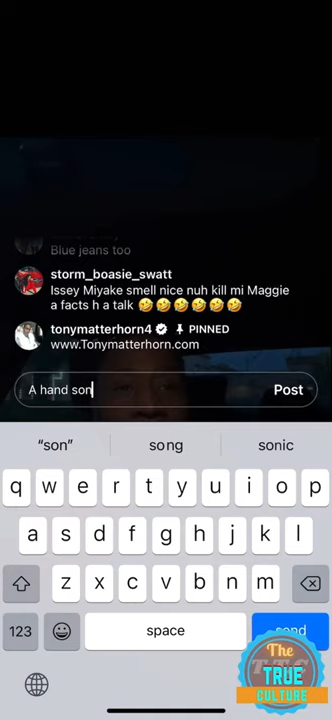 Blue jeans too
storm_boasie_swatt
Issey Miyake smell nice nuh kill mi Maggie
a facts h a talk 🤣🤣🤣🤣🤣🤣
tonymatterhorn4 PINNED
www.Tonymatterhorn.com
A hand son Post
“son” song sonic
q w e r t y u i o p
a s d f g h j k l
z x c v b n m
123 space send
The
TRUE
CULTURE